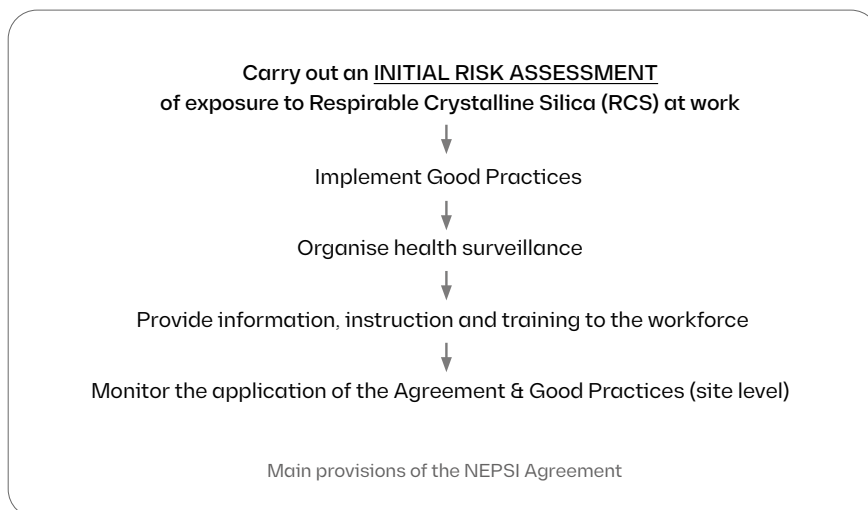 Carry out an INITIAL RISK ASSESSMENT
of exposure to Respirable Crystalline Silica (RCS) at work
Implement Good Practices
Organise health surveillance
Provide information, instruction and training to the workforce
Monitor the application of the Agreement & Good Practices (site level)
Main provisions of the NEPSI Agreement